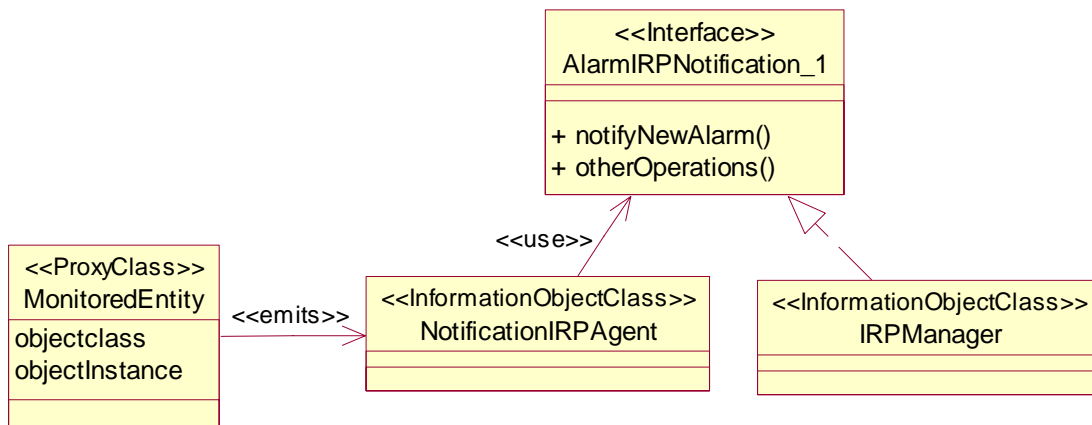 <<Interface>>
AlarmIRPNotification_1
+ notifyNewAlarm()
+ otherOperations()
<<use>>
<<ProxyClass>>
MonitoredEntity
objectclass
objectInstance
<<emits>>
<<InformationObjectClass>>
NotificationIRPAgent
<<InformationObjectClass>>
IRPManager